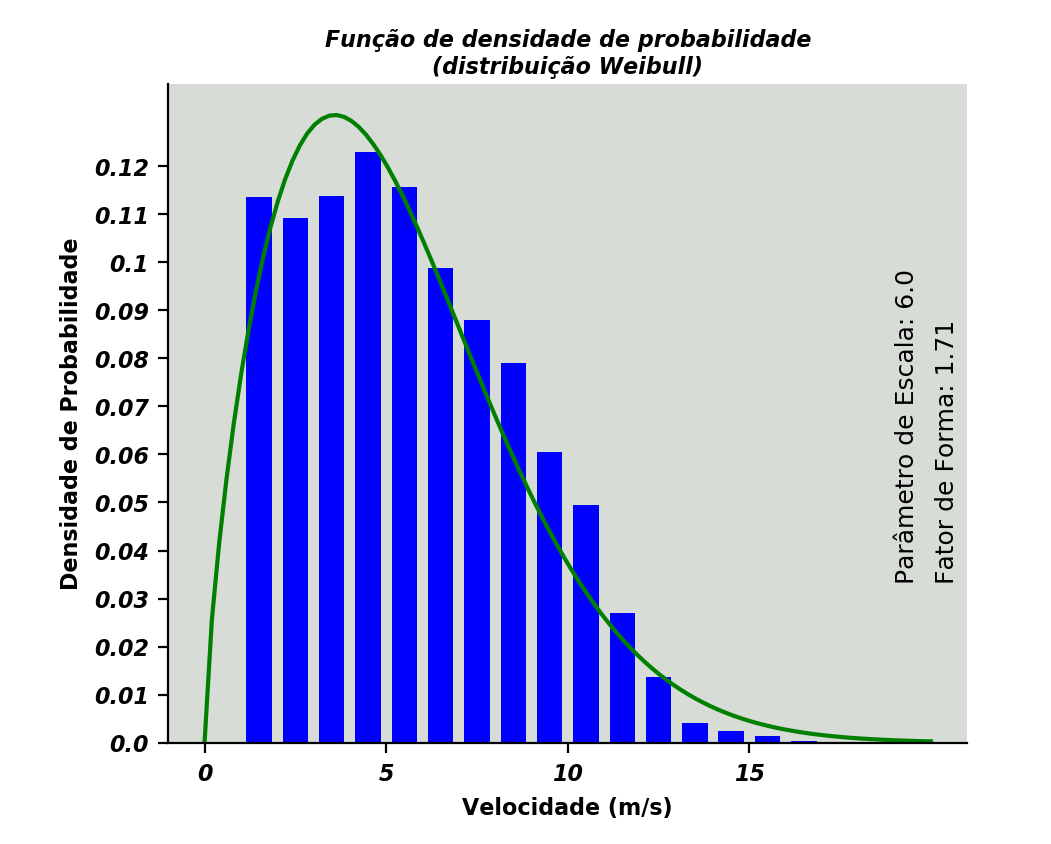 Função de densidade de probabilidade
(distribuição Weibull)
Densidade de Probabilidade
0.12
0.11
0.1
0.09
0.08
0.07
0.06
0.05
0.04
0.03
0.02
0.01
0.0
0 5 10 15
Velocidade (m/s)
Parâmetro de Escala: 6.0
Fator de Forma: 1.71